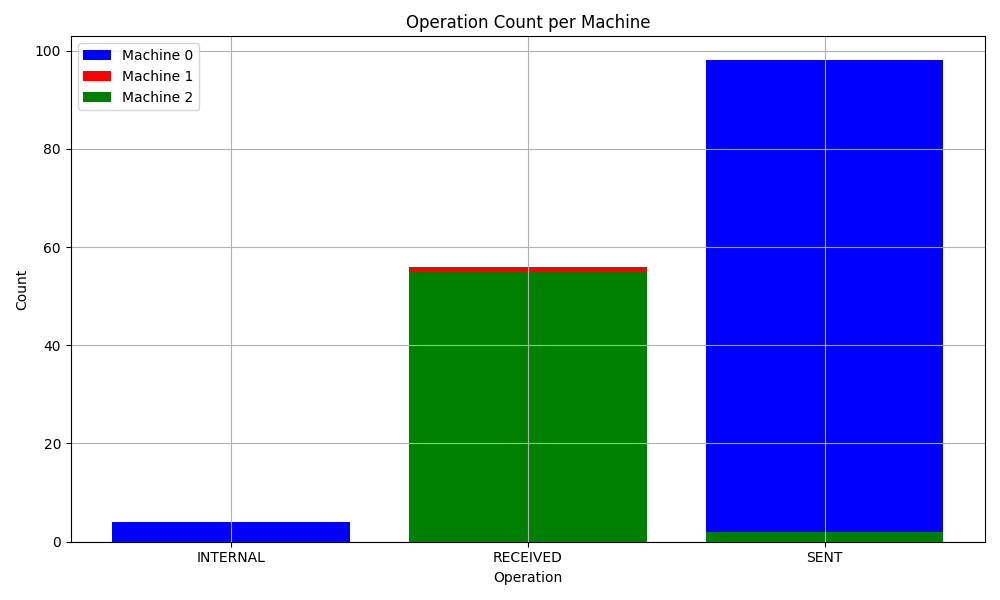 Operation Count per Machine
Machine 0
Machine 1
Machine 2
100
80
60
40
20
0
Count
INTERNAL RECEIVED SENT
Operation